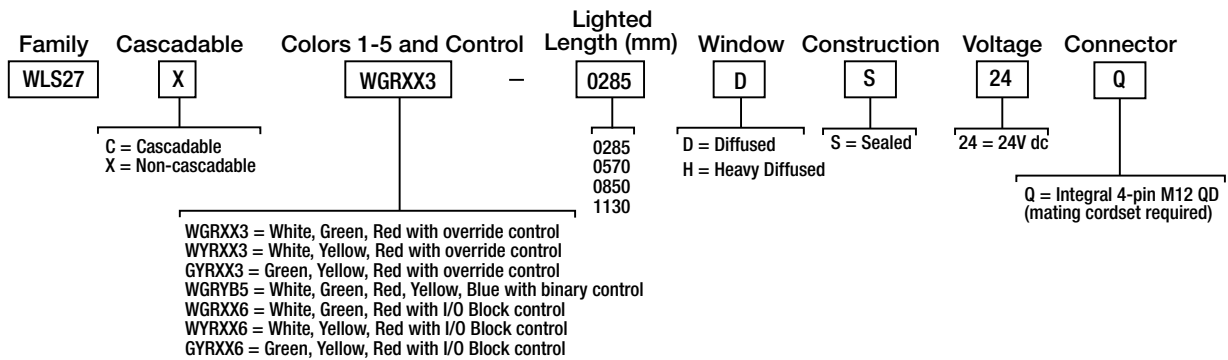 Family Cascadable Colors 1-5 and Control Lighted Length (mm) Window Construction Voltage Connector
WLS27 X WGRXX3 – 0285 D S 24 Q
C = Cascadable
X = Non-cascadable
0285
0570
0850
1130
D = Diffused
H = Heavy Diffused
S = Sealed
24 = 24V dc
Q = Integral 4-pin M12 QD
(mating cordset required)
WGRXX3 = White, Green, Red with override control
WYRXX3 = White, Yellow, Red with override control
GYRXX3 = Green, Yellow, Red with override control
WGRYB5 = White, Green, Red, Yellow, Blue with binary control
WGRXX6 = White, Green, Red with I/O Block control
WYRXX6 = White, Yellow, Red with I/O Block control
GYRXX6 = Green, Yellow, Red with I/O Block control